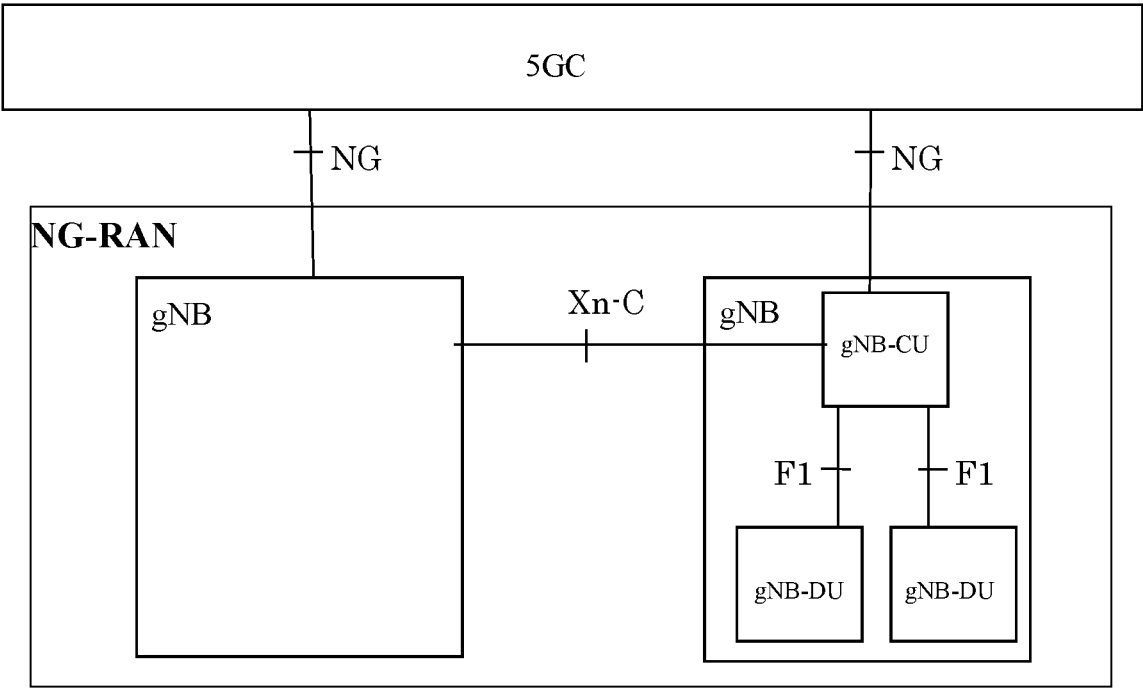 5GC
NG
NG
NG-RAN
gNB
Xn-C
gNB
gNB-CU
F1
F1
gNB-DU
gNB-DU